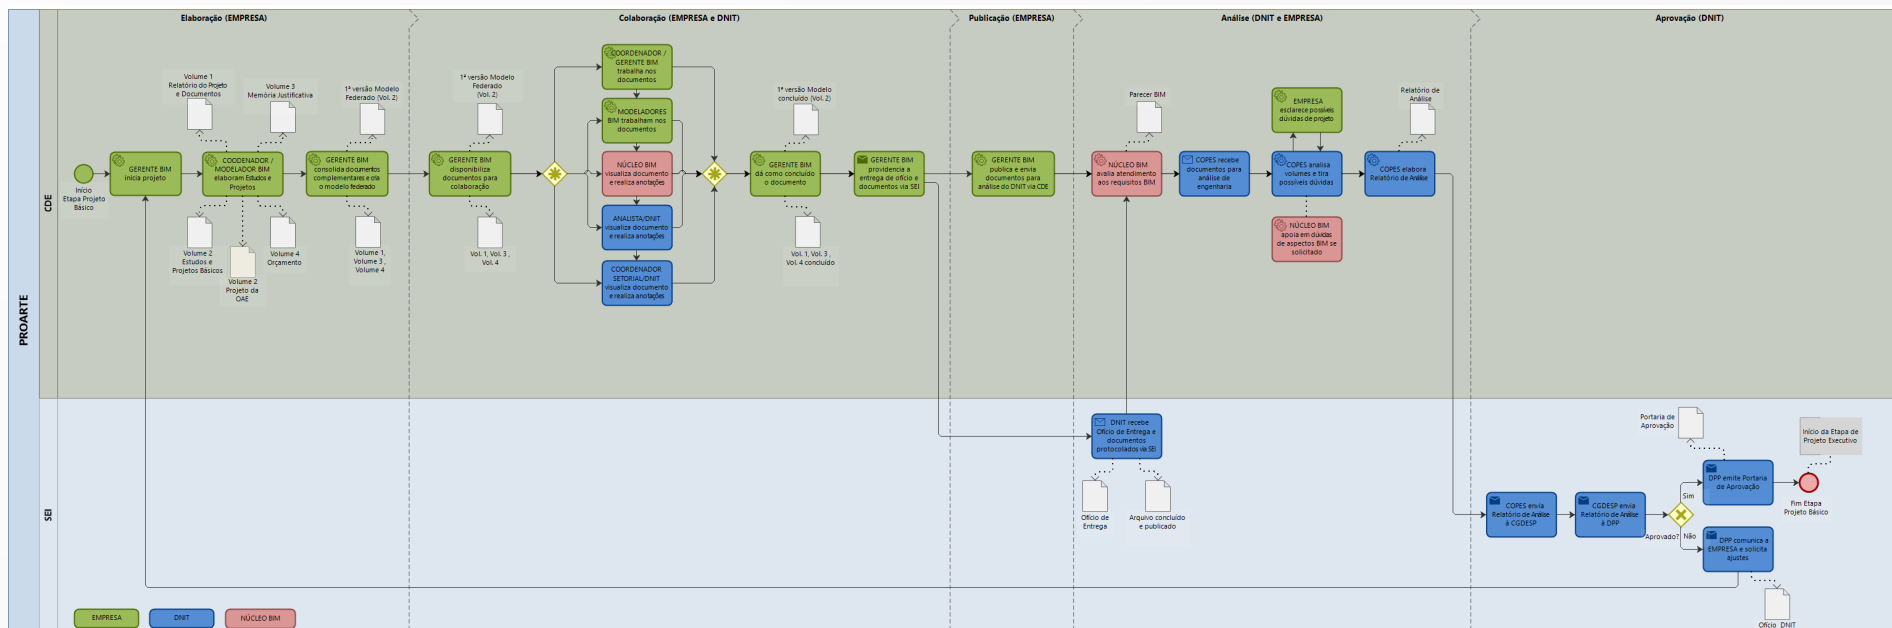 PROARTE
CDE
SEI
Elaboração (EMPRESA)
Colaboração (EMPRESA e DNIT)
Publicação (EMPRESA)
Análise (DNIT e EMPRESA)
Aprovação (DNIT)
Início
Etapa Projeto
Básico
GERENTE BIM
inicia projeto
Volume 1
Relatório do Projeto
e Documentos
Volume 3
Memória Justificativa
COODENADOR /
MODELADOR BIM
elaboram Estudos e
Projetos
Volume 2
Estudos e
Projetos Básicos
Volume 2
Projeto da
OAE
Volume 4
Orçamento
1ª versão Modelo
Federado (Vol. 2)
GERENTE BIM
consolida documentos
complementares e cria
o modelo federado
Volume 1,
Volume 3 ,
Volume 4
1ª versão Modelo
Federado
(Vol. 2)
GERENTE BIM
disponibiliza
documentos para
colaboração
Vol. 1, Vol. 3 ,
Vol. 4
COORDENADOR /
GERENTE BIM
trabalha nos
documentos
MODELADORES
BIM trabalham nos
documentos
NÚCLEO BIM
visualiza documento
e realiza anotações
ANALISTA/DNIT
visualiza documento
e realiza anotações
COORDENADOR
SETORIAL/DNIT
visualiza documento
e realiza anotações
1ª versão Modelo
concluído (Vol. 2)
GERENTE BIM
dá como concluído
o documento
Vol. 1, Vol. 3 ,
Vol. 4 concluído
GERENTE BIM
providencia a
entrega de ofício e
documentos via SEI
GERENTE BIM
publica e envia
documentos para
análise do DNIT via CDE
Parecer BIM
NÚCLEO BIM
avalia atendimento
aos requisitos BIM
COPES recebe
documentos para
análise de
engenharia
EMPRESA
esclarece possíveis
dúvidas de projeto
COPES analisa
volumes e tira
possíveis dúvidas
NÚCLEO BIM
apoia em dúvidas
de aspectos BIM se
solicitado
Relatório de
Análise
COPES elabora
Relatório de Análise
DNIT recebe
Ofício de Entrega e
documentos
protocolados via SEI
Ofício de
Entrega
Arquivo concluído
e publicado
COPES envia
Relatório de Análise
à CGDESP
CGDESP envia
Relatório de Análise
à DPP
Aprovado?
Sim
Não
Portaria de
Aprovação
DPP emite Portaria
de Aprovação
Início da Etapa de
Projeto Executivo
Fim Etapa
Projeto Básico
DPP comunica a
EMPRESA e solicita
ajustes
Ofício DNIT
EMPRESA
DNIT
NÚCLEO BIM